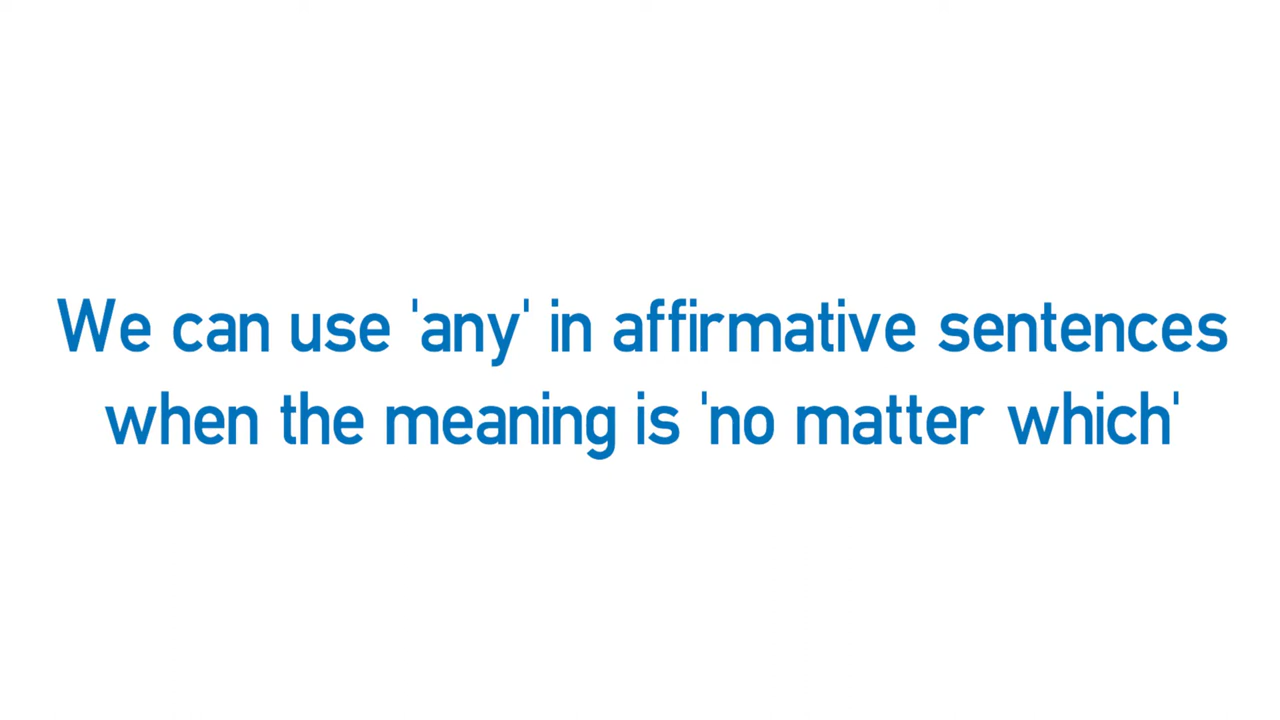 We can use 'any' in affirmative sentences
when the meaning is 'no matter which'